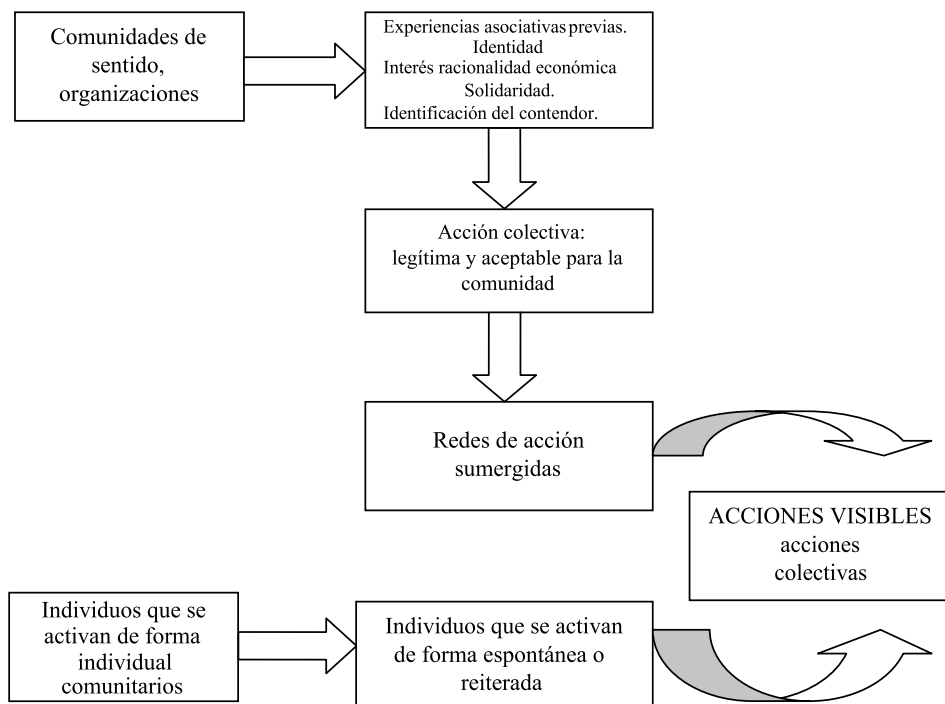 Comunidades de
sentido,
organizaciones
Experiencias asociativas previas.
Identidad
Interés racionalidad económica
Solidaridad.
Identificación del contendor.
Acción colectiva:
legítima y aceptable para la
comunidad
Redes de acción
sumergidas
ACCIONES VISIBLES
acciones
colectivas
Individuos que se
activan de forma
individual
comunitarios
Individuos que se activan
de forma espontánea o
reiterada